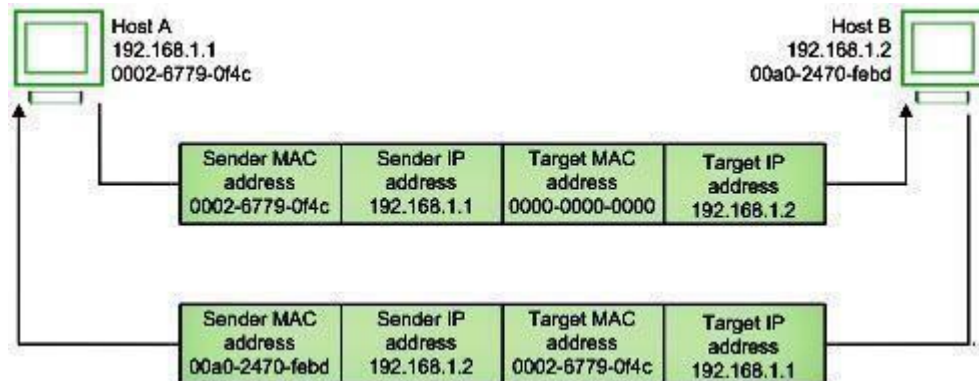 Host A
192.168.1.1
0002-6779-0f4c
Host B
192.168.1.2
00a0-2470-febd
Sender MAC
address
0002-6779-0f4c
Sender IP
address
192.168.1.1
Target MAC
address
0000-0000-0000
Target IP
address
192.168.1.2
Sender MAC
address
00a0-2470-febd
Sender IP
address
192.168.1.2
Target MAC
address
0002-6779-0f4c
Target IP
address
192.168.1.1